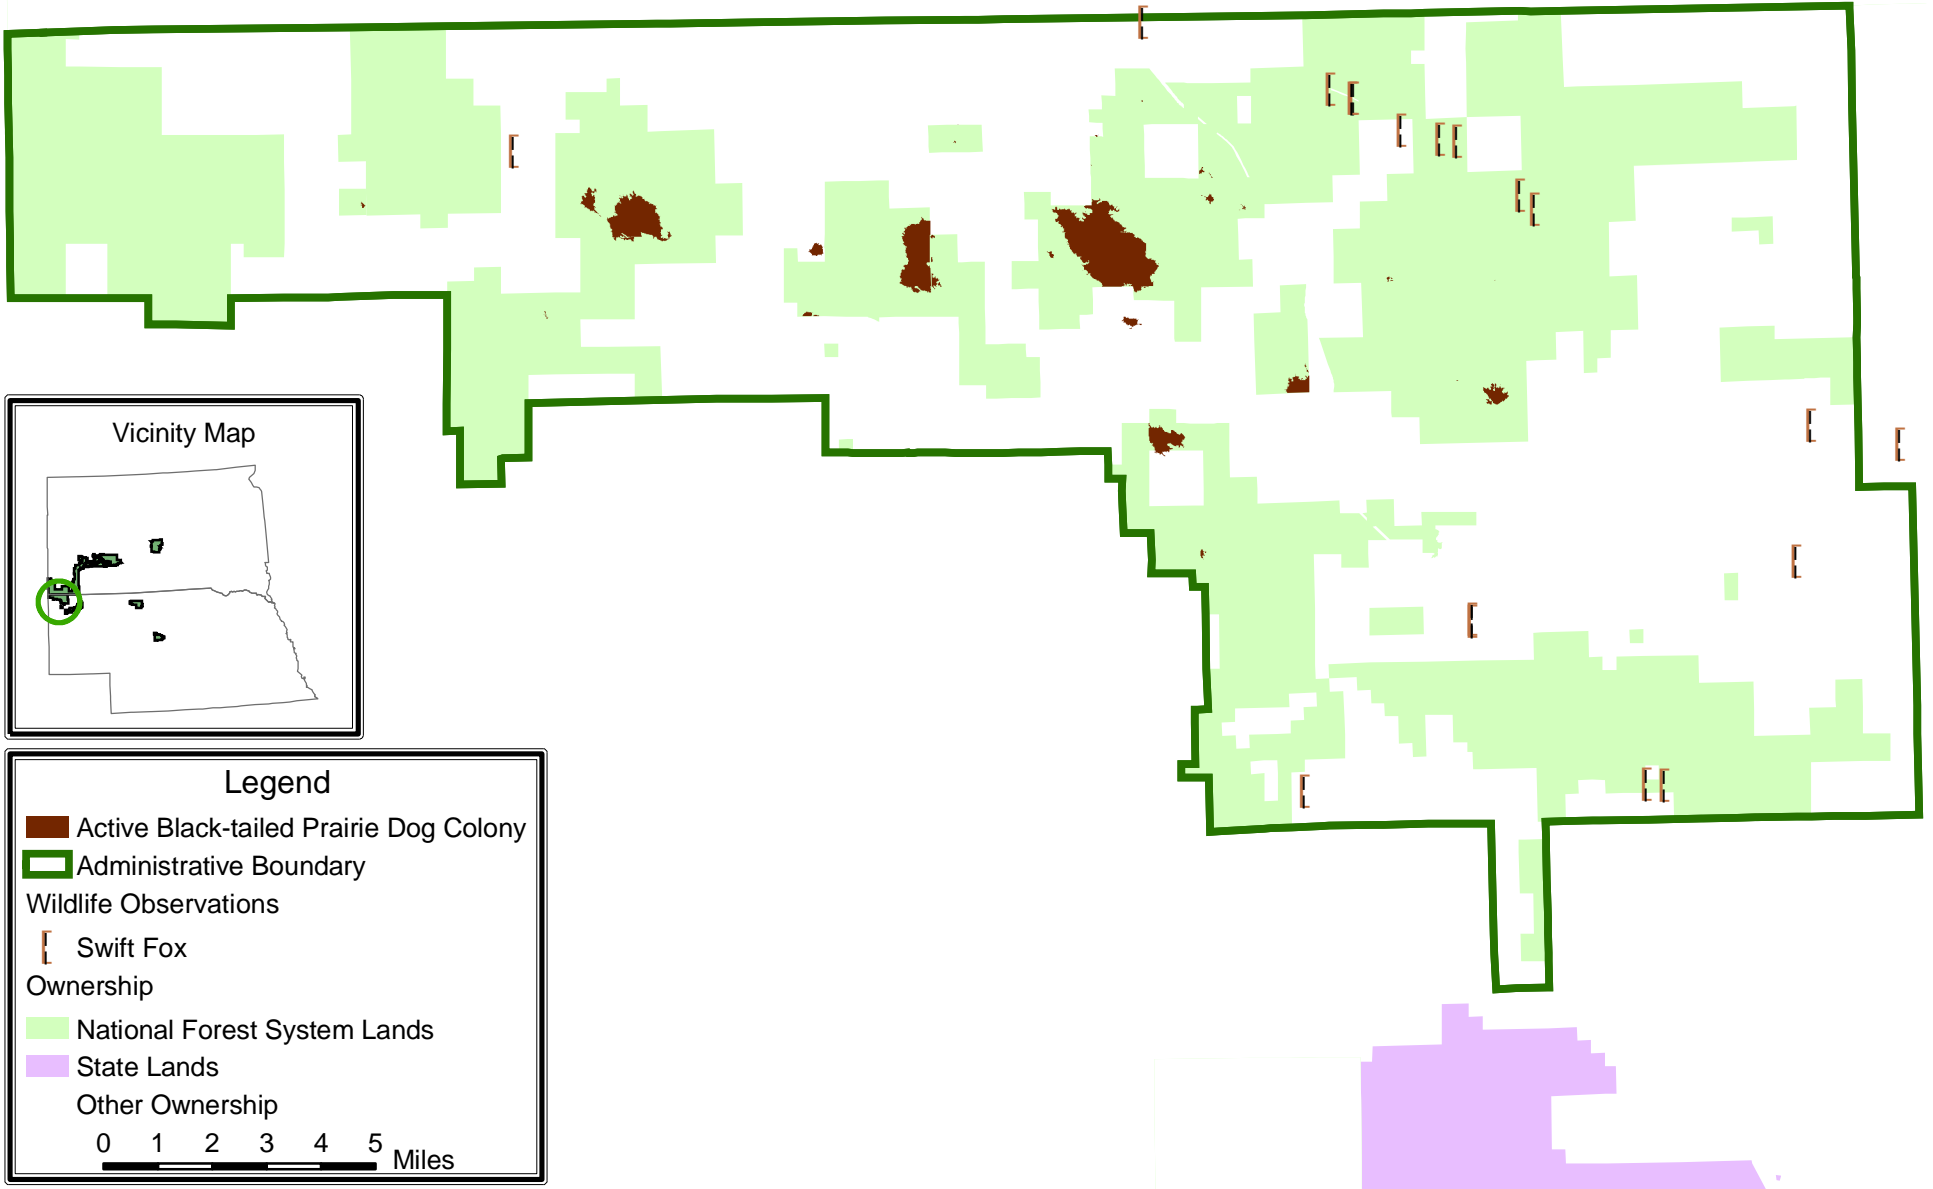 Vicinity Map
Legend
Active Black-tailed Prairie Dog Colony
Administrative Boundary
Wildlife Observations
Swift Fox
Ownership
National Forest System Lands
State Lands
Other Ownership
0 1 2 3 4 5
Miles